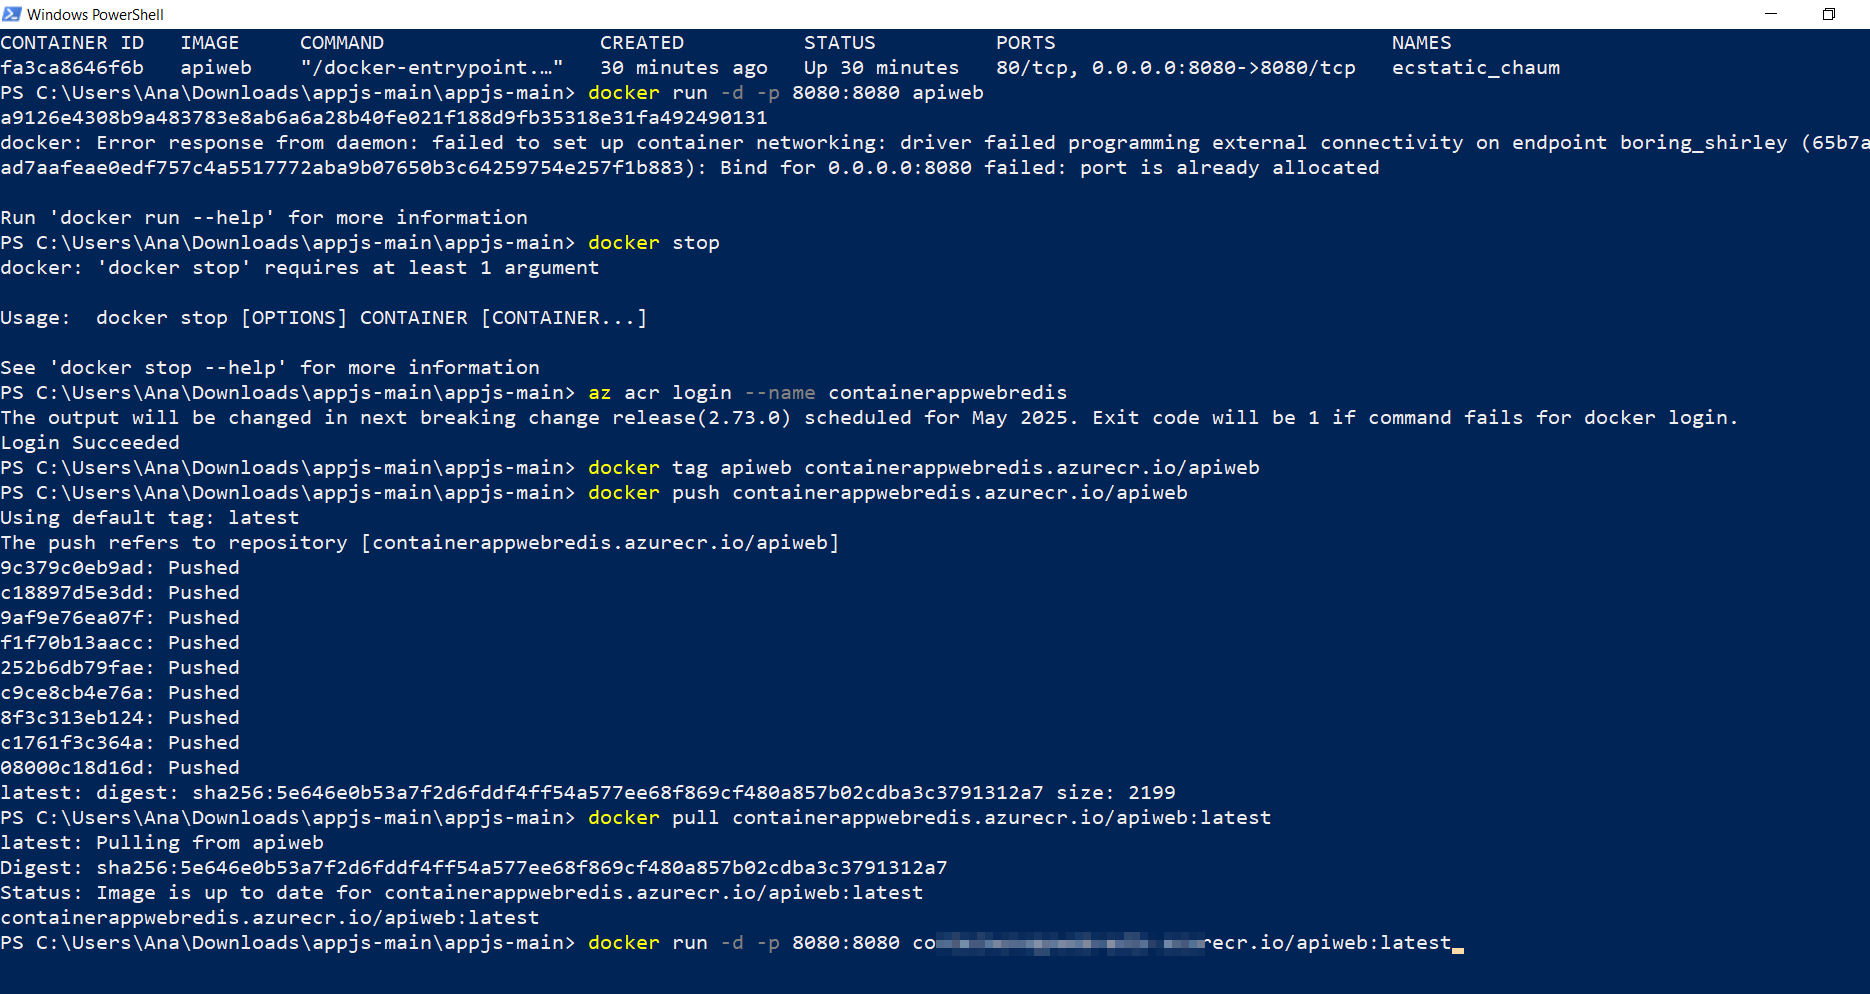 Windows PowerShell
CONTAINER ID   IMAGE     COMMAND                  CREATED          STATUS          PORTS                            NAMES
fa3ca8646f6b   apiweb    "/docker-entrypoint.…"   30 minutes ago   Up 30 minutes   80/tcp, 0.0.0.0:8080->8080/tcp   ecstatic_chaum
PS C:\Users\Ana\Downloads\appjs-main\appjs-main> docker run -d -p 8080:8080 apiweb
a9126e4308b9a483783e8ab6a6a28b40fe021f188d9fb35318e31fa492490131
docker: Error response from daemon: failed to set up container networking: driver failed programming external connectivity on endpoint boring_shirley (65b7a
ad7aafeae0edf757c4a5517772aba9b07650b3c64259754e257f1b883): Bind for 0.0.0.0:8080 failed: port is already allocated
Run 'docker run --help' for more information
PS C:\Users\Ana\Downloads\appjs-main\appjs-main> docker stop
docker: 'docker stop' requires at least 1 argument
Usage:  docker stop [OPTIONS] CONTAINER [CONTAINER...]
See 'docker stop --help' for more information
PS C:\Users\Ana\Downloads\appjs-main\appjs-main> az acr login --name containerappwebredis
The output will be changed in next breaking change release(2.73.0) scheduled for May 2025. Exit code will be 1 if command fails for docker login.
Login Succeeded
PS C:\Users\Ana\Downloads\appjs-main\appjs-main> docker tag apiweb containerappwebredis.azurecr.io/apiweb
PS C:\Users\Ana\Downloads\appjs-main\appjs-main> docker push containerappwebredis.azurecr.io/apiweb
Using default tag: latest
The push refers to repository [containerappwebredis.azurecr.io/apiweb]
9c379c0eb9ad: Pushed
c18897d5e3dd: Pushed
9af9e76ea07f: Pushed
f1f70b13aacc: Pushed
252b6db79fae: Pushed
c9ce8cb4e76a: Pushed
8f3c313eb124: Pushed
c1761f3c364a: Pushed
08000c18d16d: Pushed
latest: digest: sha256:5e646e0b53a7f2d6fddf4ff54a577ee68f869cf480a857b02cdba3c3791312a7 size: 2199
PS C:\Users\Ana\Downloads\appjs-main\appjs-main> docker pull containerappwebredis.azurecr.io/apiweb:latest
latest: Pulling from apiweb
Digest: sha256:5e646e0b53a7f2d6fddf4ff54a577ee68f869cf480a857b02cdba3c3791312a7
Status: Image is up to date for containerappwebredis.azurecr.io/apiweb:latest
containerappwebredis.azurecr.io/apiweb:latest
PS C:\Users\Ana\Downloads\appjs-main\appjs-main> docker run -d -p 8080:8080 co recr.io/apiweb:latest